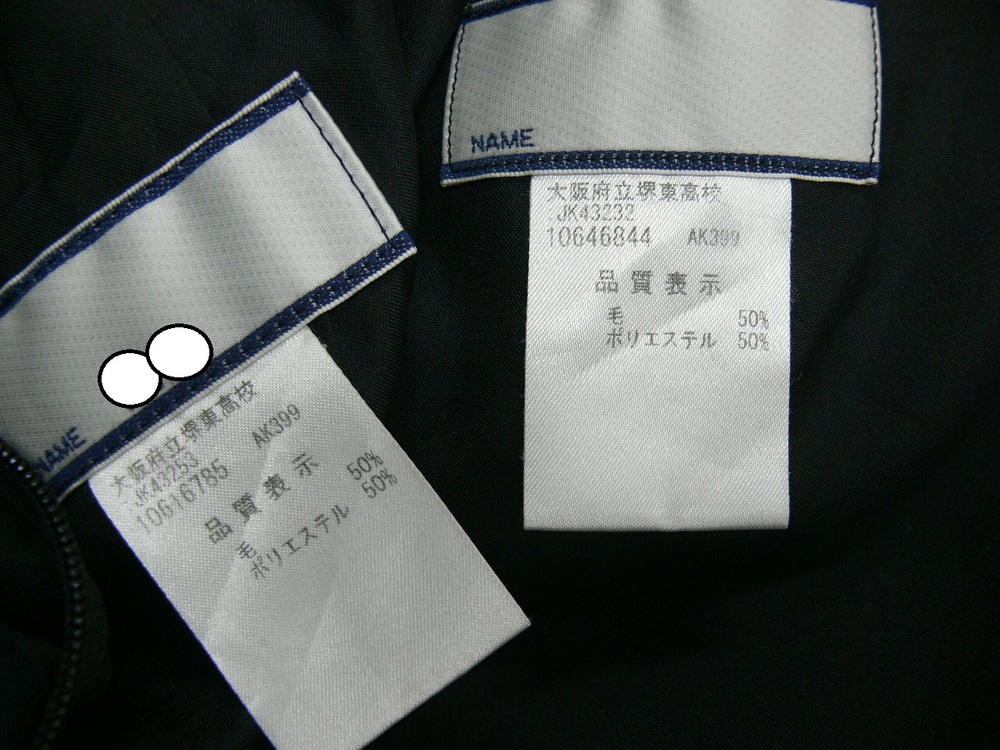 NAME
大阪府立堺東高校
:JK43253
10616785 AK399
品質表示
毛 50%
ポリエステル 50%
NAME
大阪府立堺東高校
:JK43232
10646844 AK399
品質表示
毛 50%
ポリエステル 50%